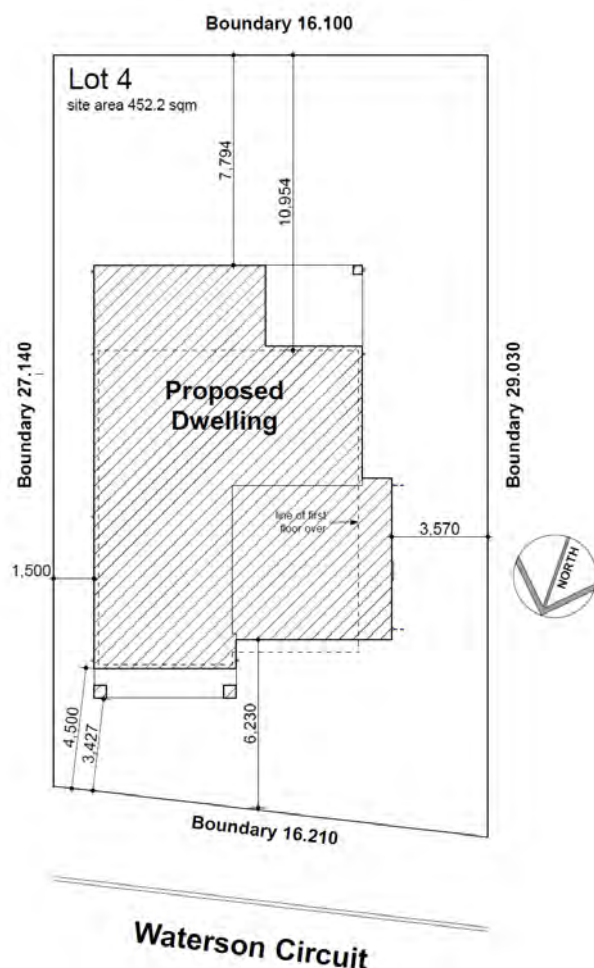 Boundary 16.100
Lot 4
site area 452.2 sqm
7,794
10,954
Boundary 27.140
Boundary 29.030
Proposed
Dwelling
line of first
floor over
3.570
1.500
NORTH
4,500
3,427
6,230
Boundary 16.210
Waterson Circuit